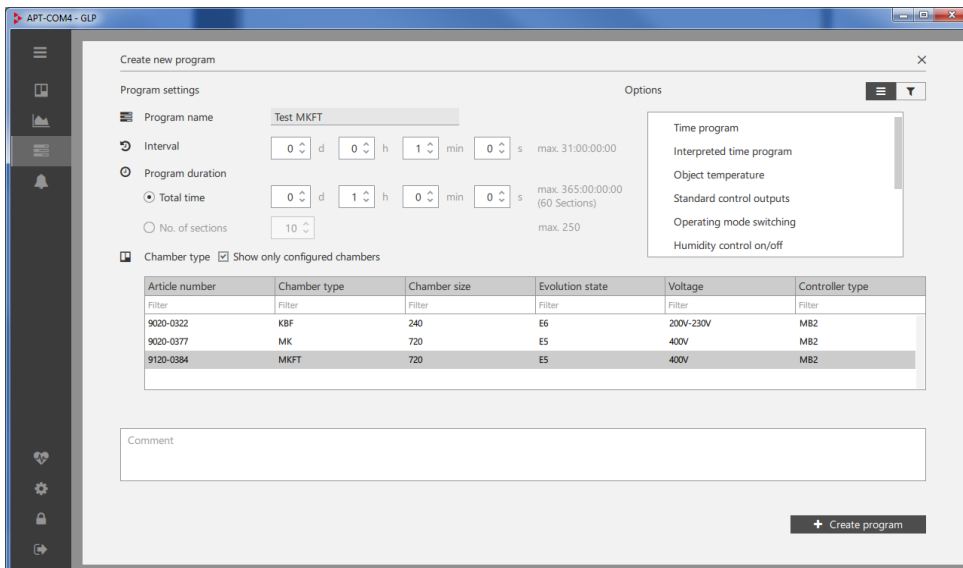 APT-COM4 - GLP
Create new program
Program settings
Options
Program name
Test MKFT
Interval
0 d 0 h 1 min 0 s max. 31:00:00:00
Program duration
Total time
0 d 1 h 0 min 0 s max. 365:00:00:00
(60 Sections)
No. of sections
10
max. 250
Time program
Interpreted time program
Object temperature
Standard control outputs
Operating mode switching
Humidity control on/off
Chamber type Show only configured chambers
Article number Chamber type Chamber size Evolution state Voltage Controller type
Filter Filter Filter Filter Filter Filter
9020-0322 KBF 240 E6 200V-230V MB2
9020-0377 MK 720 E5 400V MB2
9120-0384 MKFT 720 E5 400V MB2
Comment
Create program